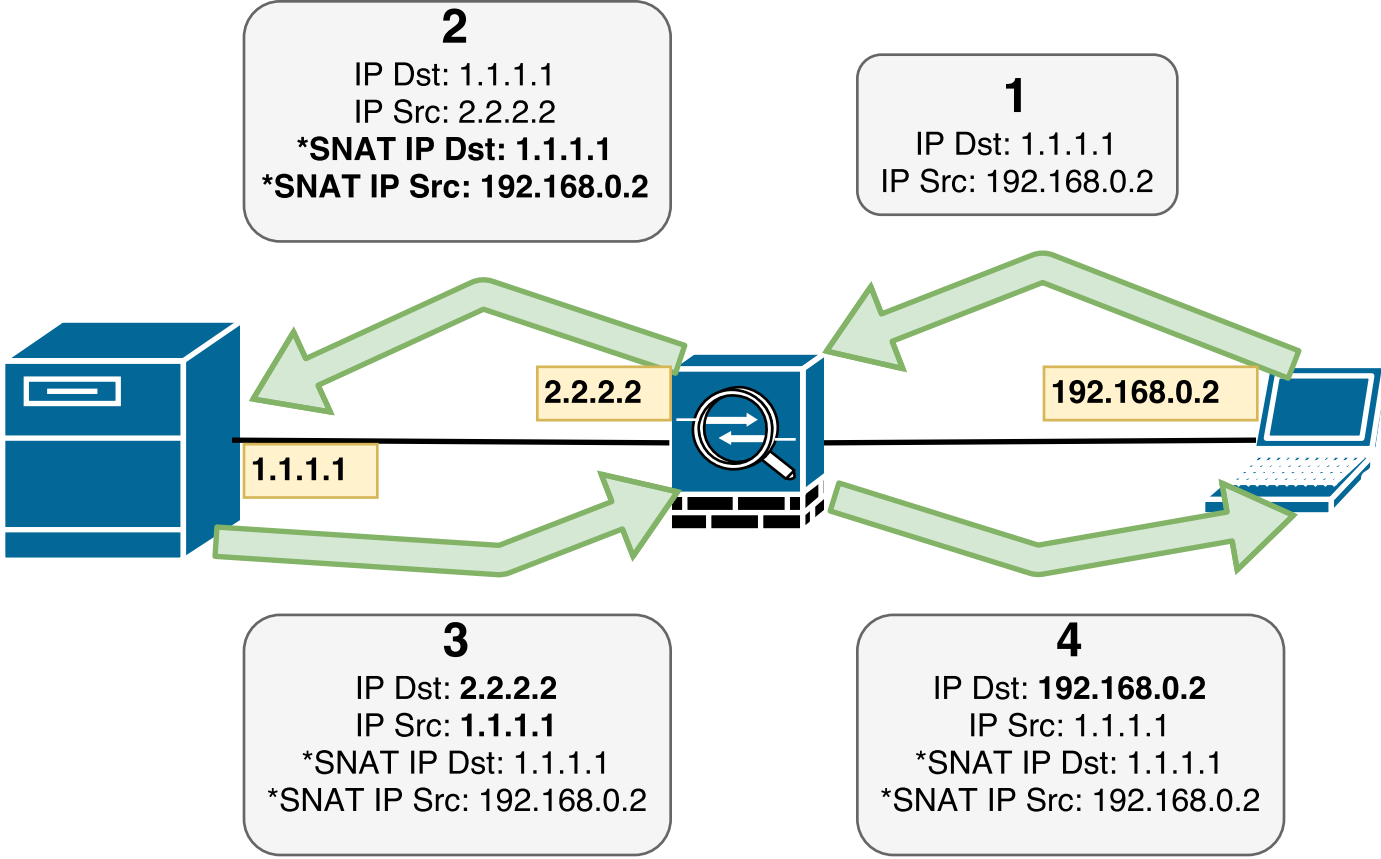 2
IP Dst: 1.1.1.1
IP Src: 2.2.2.2
*SNAT IP Dst: 1.1.1.1
*SNAT IP Src: 192.168.0.2
1
IP Dst: 1.1.1.1
IP Src: 192.168.0.2
2.2.2.2
192.168.0.2
1.1.1.1
3
IP Dst: 2.2.2.2
IP Src: 1.1.1.1
*SNAT IP Dst: 1.1.1.1
*SNAT IP Src: 192.168.0.2
4
IP Dst: 192.168.0.2
IP Src: 1.1.1.1
*SNAT IP Dst: 1.1.1.1
*SNAT IP Src: 192.168.0.2